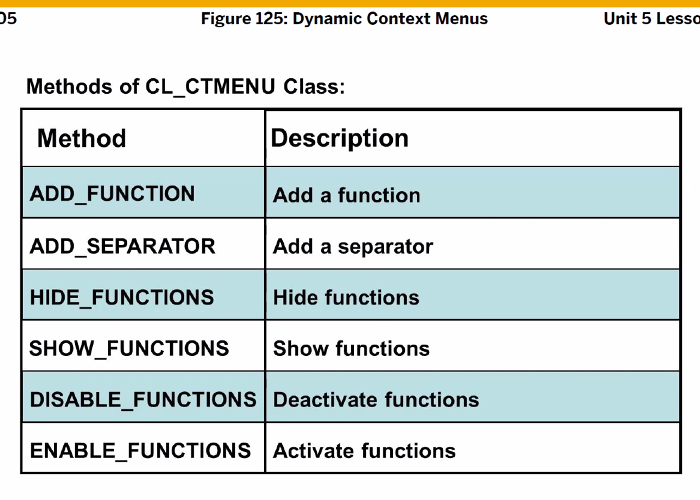 05 Figure 125: Dynamic Context Menus Unit 5 Lesso
Methods of CL_CTMENU Class:
Method Description
ADD_FUNCTION Add a function
ADD_SEPARATOR Add a separator
HIDE_FUNCTIONS Hide functions
SHOW_FUNCTIONS Show functions
DISABLE_FUNCTIONS Deactivate functions
ENABLE_FUNCTIONS Activate functions